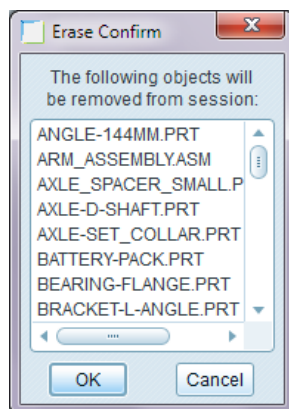 Erase Confirm
The following objects will
be removed from session:
ANGLE-144MM.PRT
ARM_ASSEMBLY.ASM
AXLE_SPACER_SMALL.P
AXLE-D-SHAFT.PRT
AXLE-SET_COLLAR.PRT
BATTERY-PACK.PRT
BEARING-FLANGE.PRT
BRACKET-L-ANGLE.PRT
OK Cancel